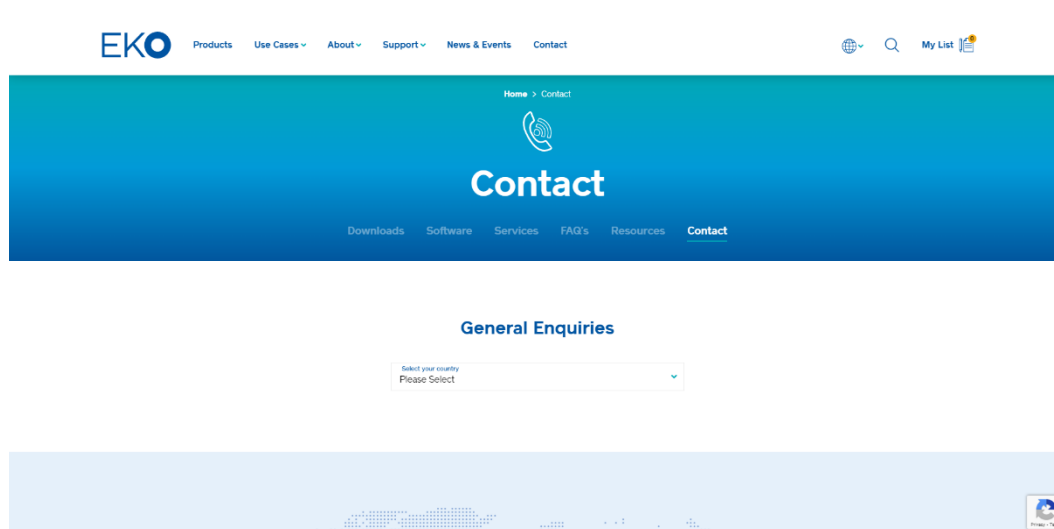 EKO
Products Use Cases About Support News & Events Contact
My List 0
Home > Contact
Contact
Downloads Software Services FAQ's Resources Contact
General Enquiries
Select your country
Please Select